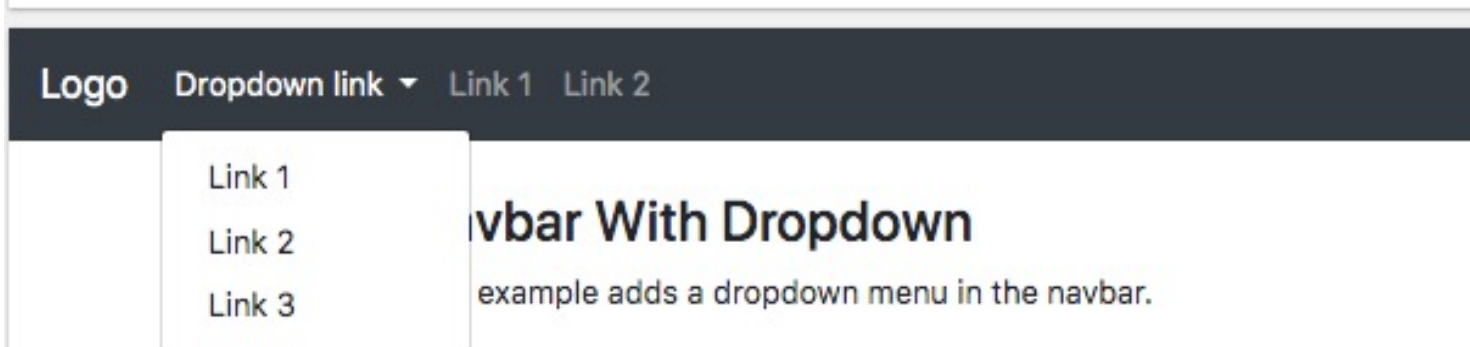 Logo Dropdown link Link 1 Link 2
Link 1
Link 2
Link 3
vbar With Dropdown
example adds a dropdown menu in the navbar.